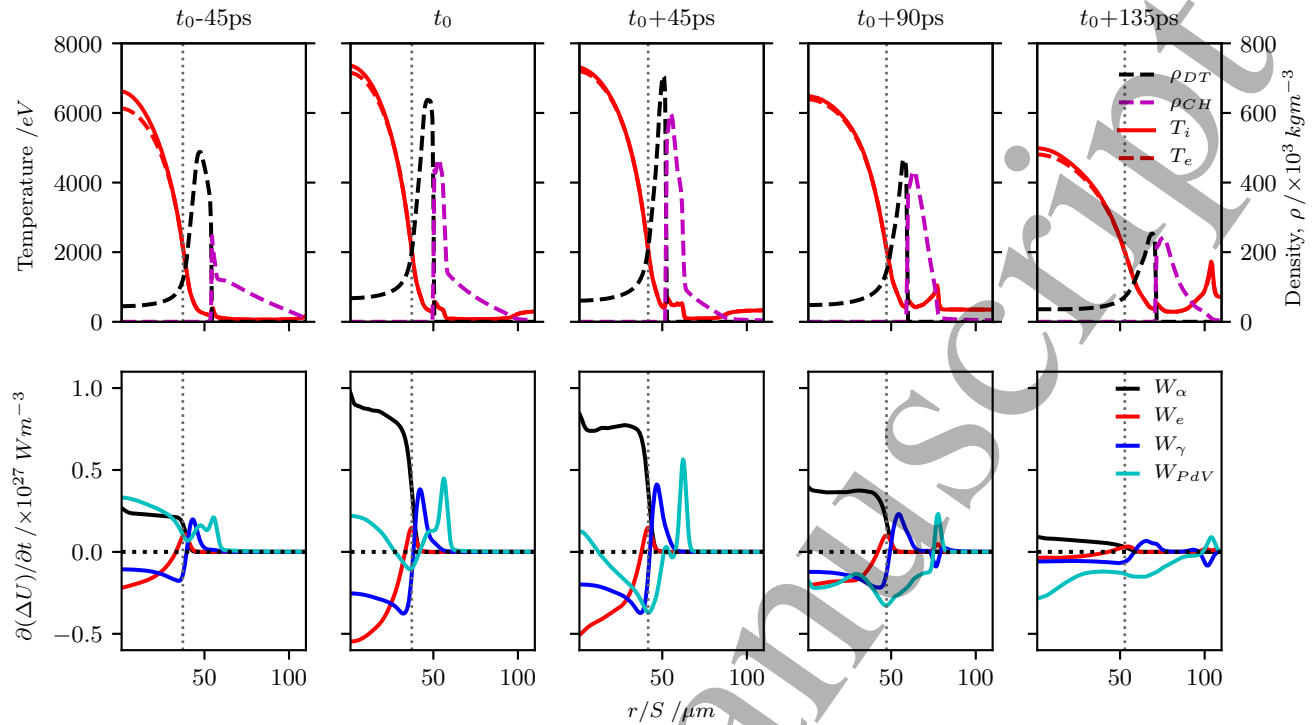 t₀-45ps t₀ t₀+45ps t₀+90ps t₀+135ps
Temperature /eV
8000
6000
4000
2000
0
ρ_DT
ρ_CH
T_i
T_e
800
600
400
200
0
Density, ρ / ×10³ kgm⁻³
∂(ΔU)/∂t /×10²⁷ Wm⁻³
1.0
0.5
0.0
−0.5
W_α
W_e
W_γ
W_PdV
50 100 50 100 50 100 50 100 50 100
r/S /μm
anuscript